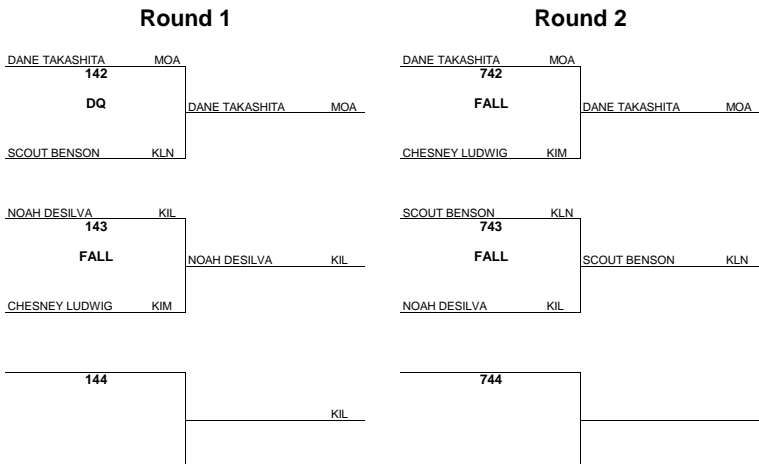 Round 1
Round 2
DANE TAKASHITA MOA
142
DQ
DANE TAKASHITA MOA
SCOUT BENSON KLN
NOAH DESILVA KIL
143
FALL
NOAH DESILVA KIL
CHESNEY LUDWIG KIM
144
KIL
DANE TAKASHITA MOA
742
FALL
DANE TAKASHITA MOA
CHESNEY LUDWIG KIM
SCOUT BENSON KLN
743
FALL
SCOUT BENSON KLN
NOAH DESILVA KIL
744